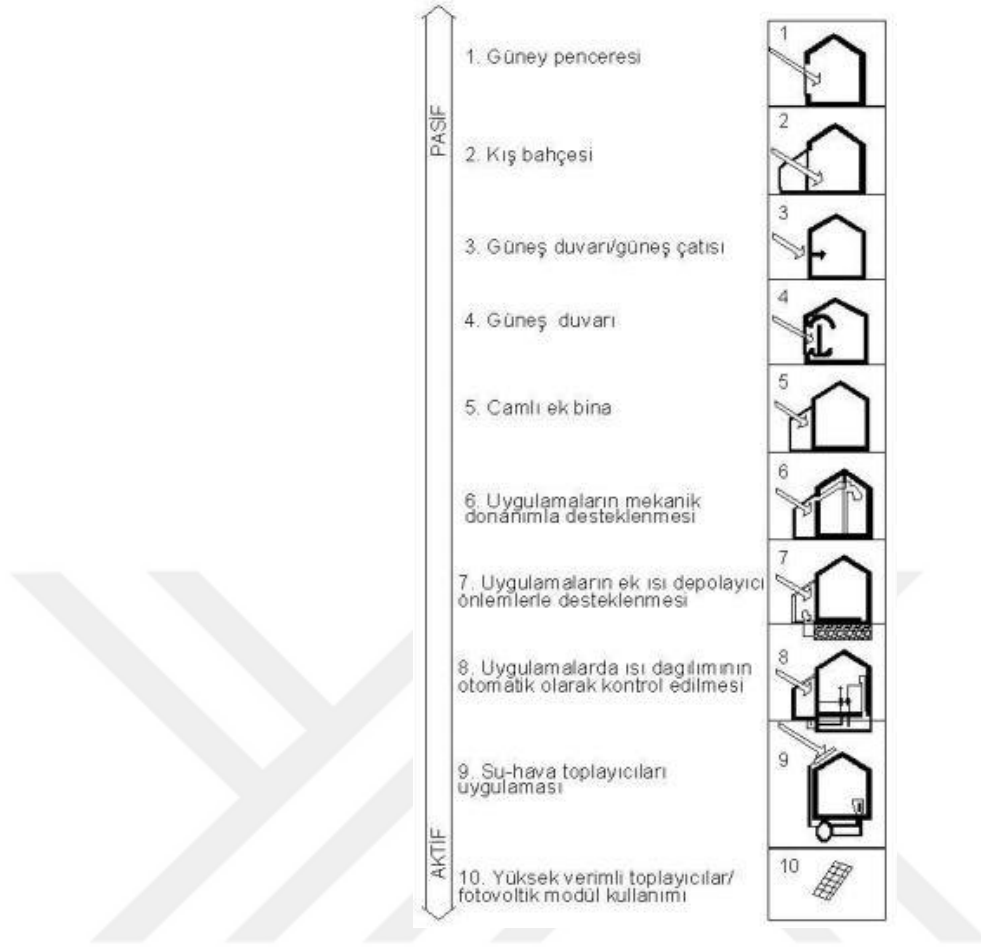 PASİF
1. Güney penceresi
1
2. Kış bahçesi
2
3. Güneş duvarı/güneş çatısı
3
4. Güneş duvarı
4
5. Camlı ek bina
5
6. Uygulamaların mekanik
donanımla desteklenmesi
6
7. Uygulamaların ek ısı depolayıcı
önlemlerle desteklenmesi
7
8. Uygulamalarda ısı dagılımının
otomatik olarak kontrol edilmesi
8
9. Su-hava toplayıcıları
uygulaması
9
AKTİF
10. Yüksek verimli toplayıcılar/
fotovoltik modül kullanımı
10